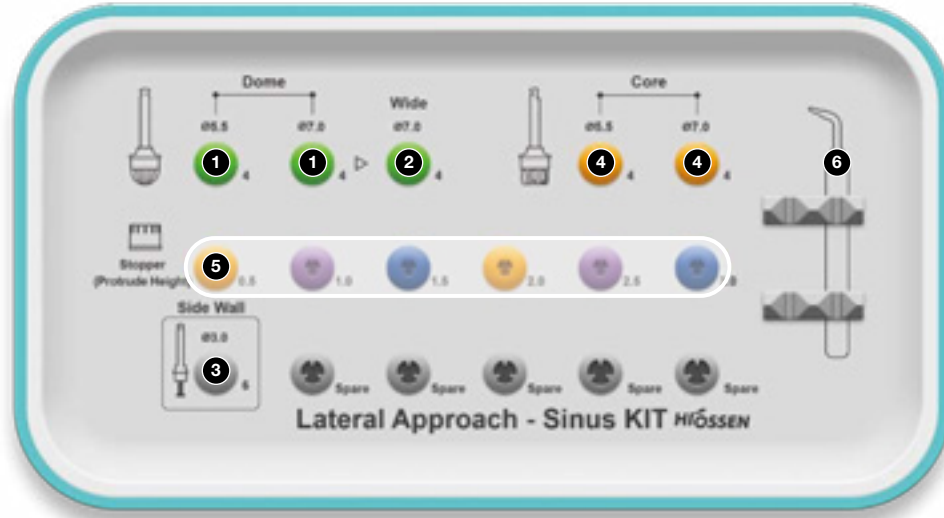 Dome
Core
Wide
Ø5.5
Ø7.0
Ø7.0
Ø5.5
Ø7.0
1
4
1
4
2
4
4
4
4
4
6
Stopper
(Protrude Height)
5
0.5
1.0
1.5
2.0
2.5
Side Wall
Ø3.0
3
Spare
Spare
Spare
Spare
Spare
Lateral Approach - Sinus KIT HIOSSEN